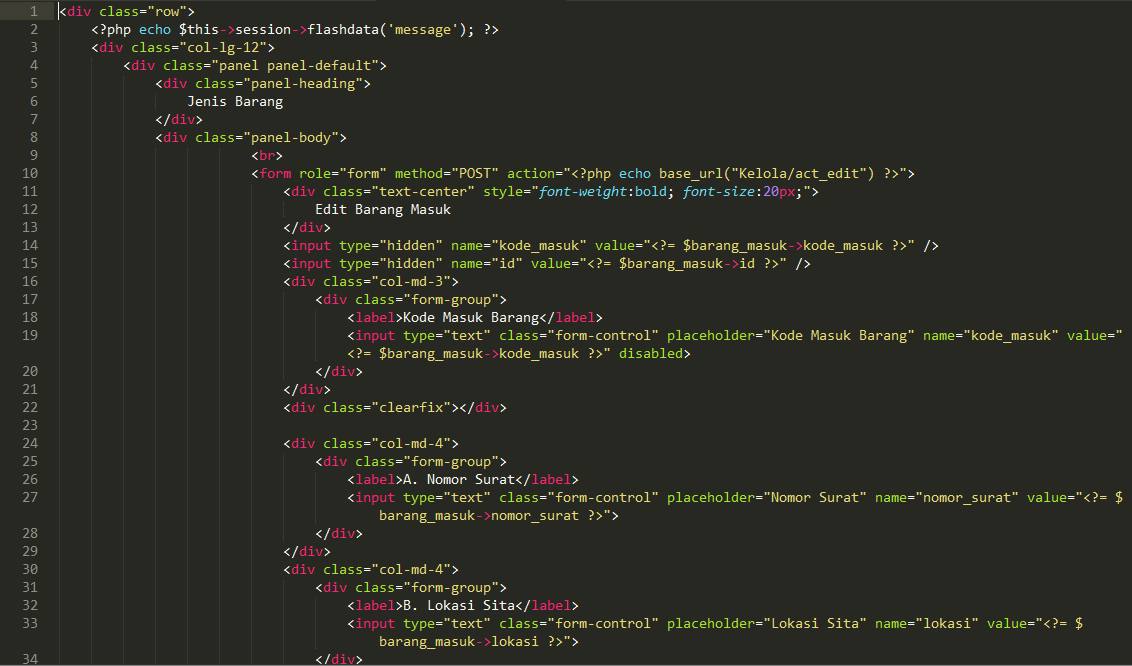 1 <div class="row">
2 <?php echo $this->session->flashdata('message'); ?>
3 <div class="col-lg-12">
4 <div class="panel panel-default">
5 <div class="panel-heading">
6 Jenis Barang
7 </div>
8 <div class="panel-body">
9 <br>
10 <form role="form" method="POST" action="<?php echo base_url("Kelola/act_edit") ?>">
11 <div class="text-center" style="font-weight:bold; font-size:20px;">
12 Edit Barang Masuk
13 </div>
14 <input type="hidden" name="kode_masuk" value="<?= $barang_masuk->kode_masuk ?>" />
15 <input type="hidden" name="id" value="<?= $barang_masuk->id ?>" />
16 <div class="col-md-3">
17 <div class="form-group">
18 <label>Kode Masuk Barang</label>
19 <input type="text" class="form-control" placeholder="Kode Masuk Barang" name="kode_masuk" value="
<?= $barang_masuk->kode_masuk ?>" disabled>
20 </div>
21 </div>
22 <div class="clearfix"></div>
23
24 <div class="col-md-4">
25 <div class="form-group">
26 <label>A. Nomor Surat</label>
27 <input type="text" class="form-control" placeholder="Nomor Surat" name="nomor_surat" value="<?= $
barang_masuk->nomor_surat ?>">
28 </div>
29 </div>
30 <div class="col-md-4">
31 <div class="form-group">
32 <label>B. Lokasi Sita</label>
33 <input type="text" class="form-control" placeholder="Lokasi Sita" name="lokasi" value="<?= $
barang_masuk->lokasi ?>">
34 </div>